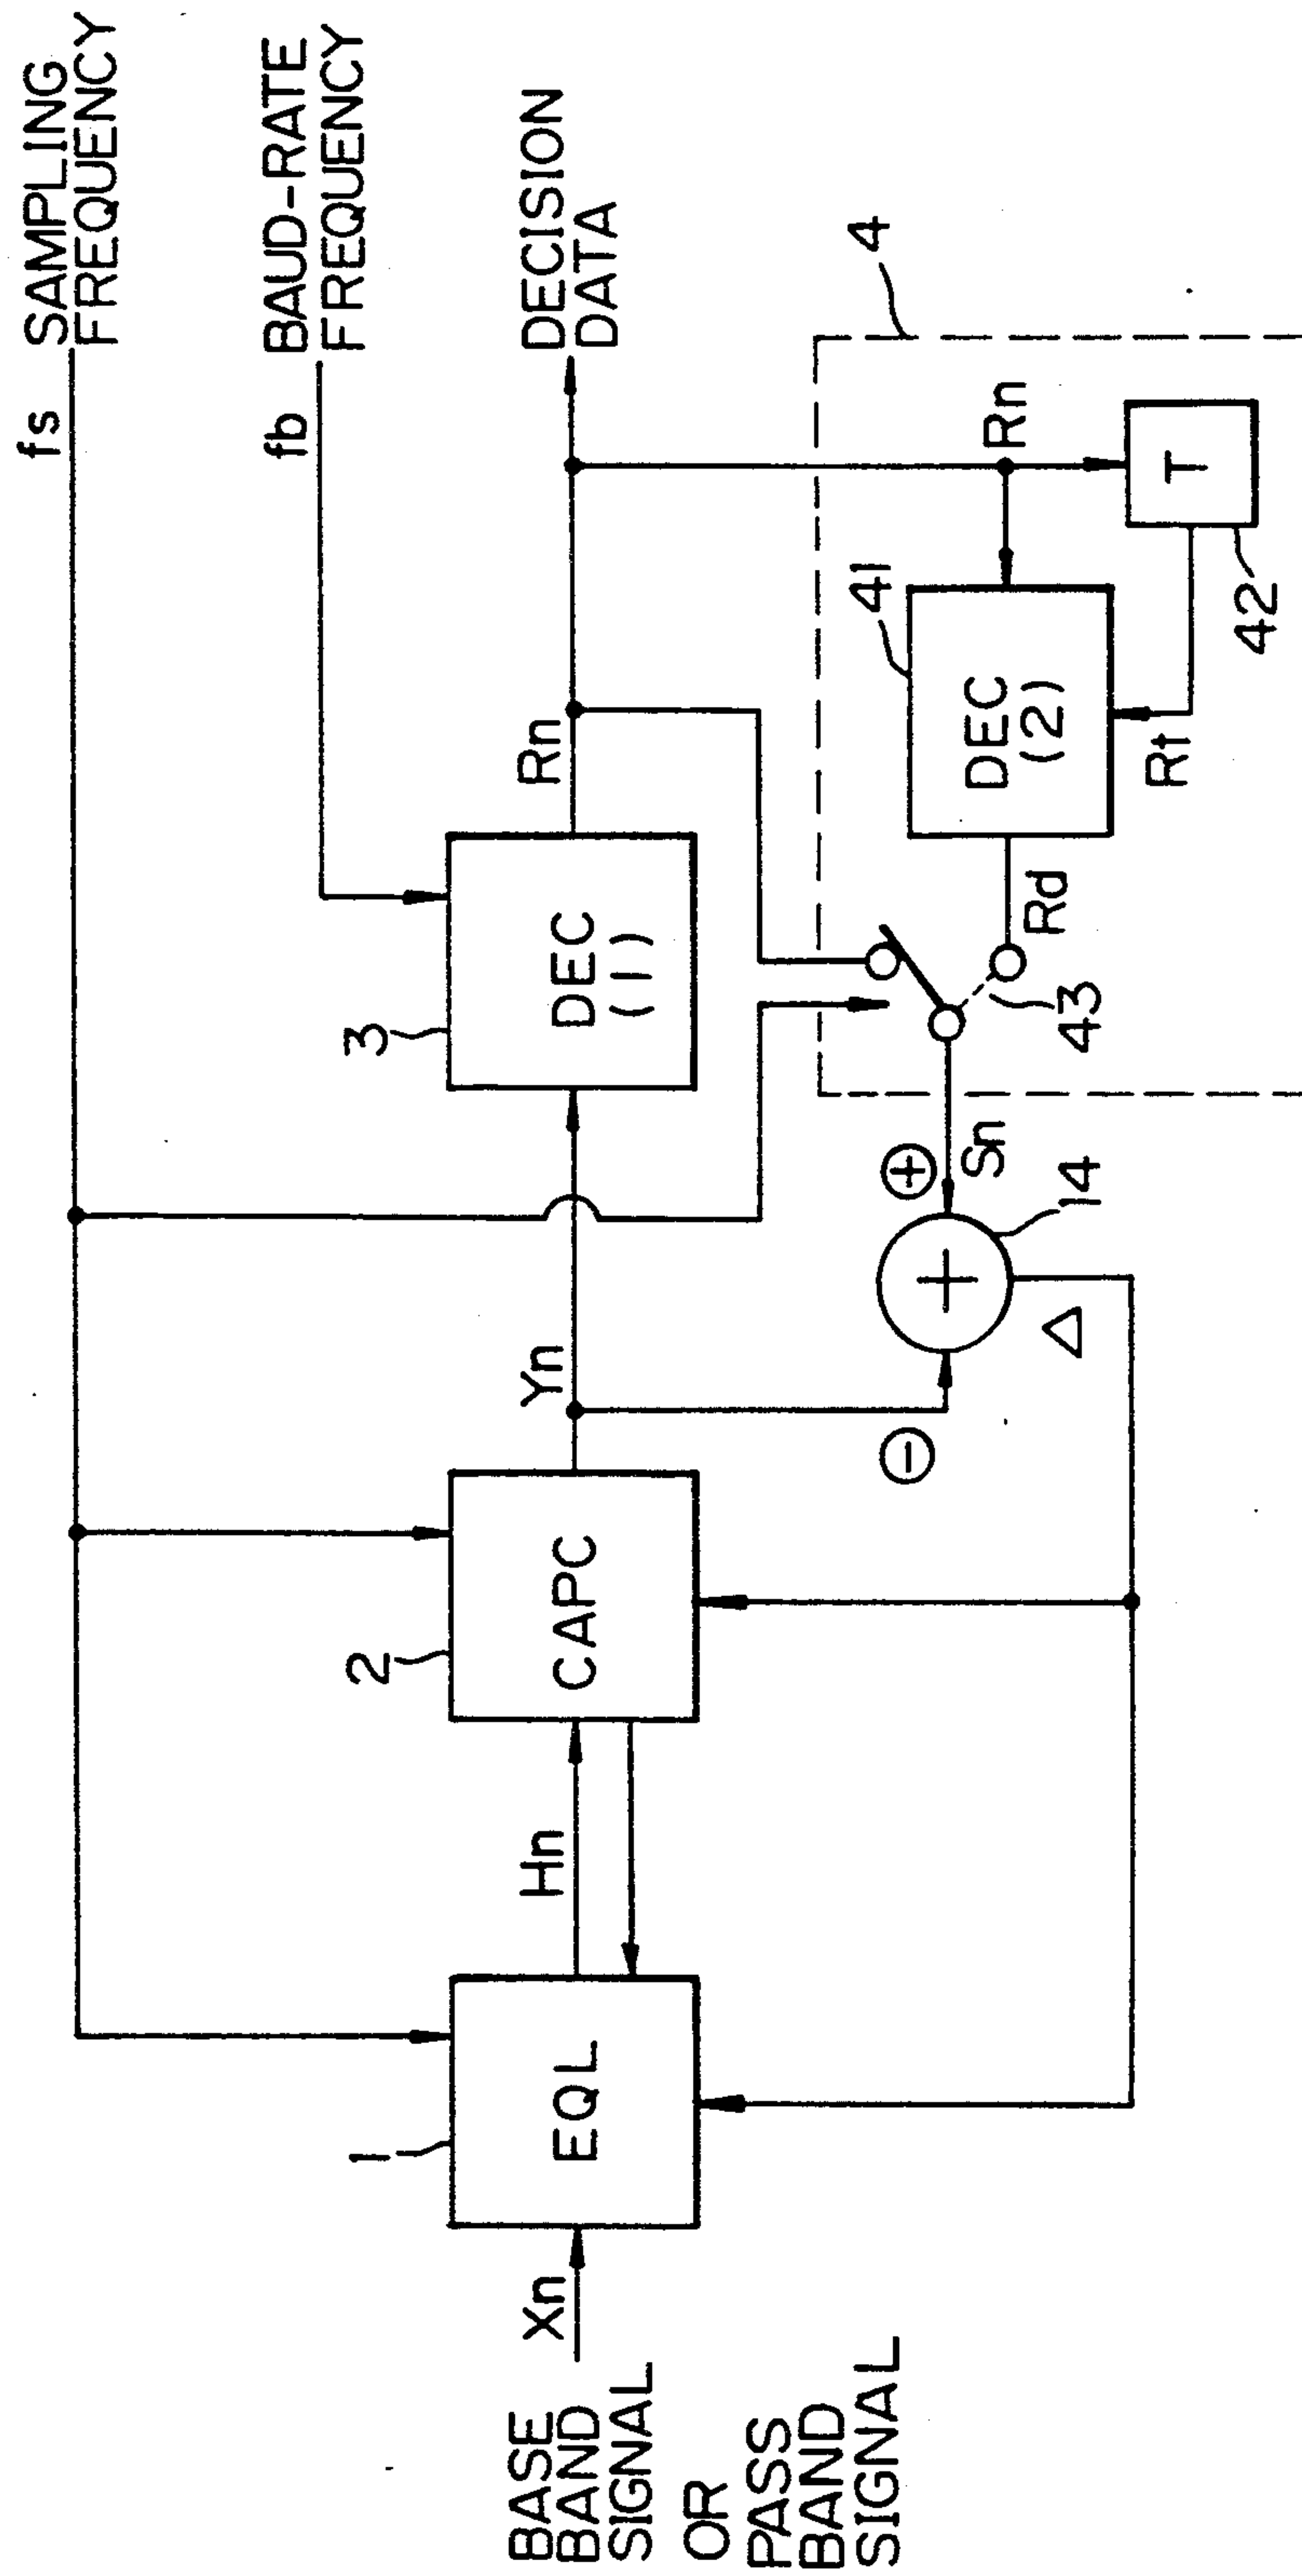 fs SAMPLING
FREQUENCY
fb BAUD-RATE
FREQUENCY
BASE
BAND
SIGNAL
OR
PASS
BAND
SIGNAL
Xn
1
EQL
Hn
2
CAPC
Yn
3
DEC
(1)
Rn
DECISION
DATA
4
⊖
⊕
+
14
Δ
Sn
43
Rd
41
DEC
(2)
Rn
Rt
T
42